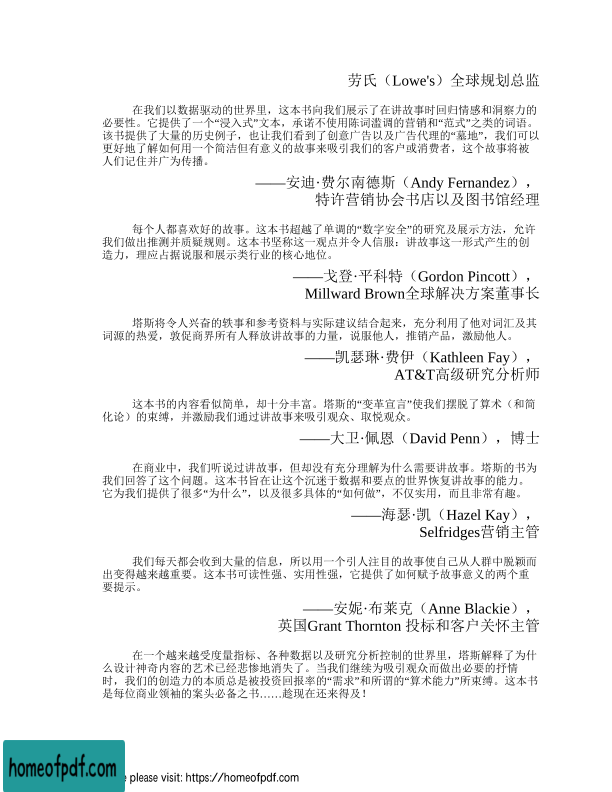 劳氏（Lowe's）全球规划总监
在我们以数据驱动的世界里，这本书向我们展示了在讲故事时回归情感和洞察力的
必要性。它提供了一个“浸入式”文本，承诺不使用陈词滥调的营销和“范式”之类的词语。
该书提供了大量的历史例子，也让我们看到了创意广告以及广告代理的“墓地”，我们可以
更好地了解如何用一个简洁但有意义的故事来吸引我们的客户或消费者，这个故事将被
人们记住并广为传播。
——安迪·费尔南德斯（Andy Fernandez），
特许营销协会书店以及图书馆经理
每个人都喜欢好的故事。这本书超越了单调的“数字安全”的研究及展示方法，允许
我们做出推测并质疑规则。这本书坚称这一观点并令人信服：讲故事这一形式产生的创
造力，理应占据说服和展示类行业的核心地位。
——戈登·平科特（Gordon Pincott），
Millward Brown全球解决方案董事长
塔斯将令人兴奋的轶事和参考资料与实际建议结合起来，充分利用了他对词汇及其
词源的热爱，敦促商界所有人释放讲故事的力量，说服他人，推销产品，激励他人。
——凯瑟琳·费伊（Kathleen Fay），
AT&T高级研究分析师
这本书的内容看似简单，却十分丰富。塔斯的“变革宣言”使我们摆脱了算术（和简
化论）的束缚，并激励我们通过讲故事来吸引观众、取悦观众。
——大卫·佩恩（David Penn），博士
在商业中，我们听说过讲故事，但却没有充分理解为什么需要讲故事。塔斯的书为
我们回答了这个问题。这本书旨在让这个沉迷于数据和要点的世界恢复讲故事的能力。
它为我们提供了很多“为什么”，以及很多具体的“如何做”，不仅实用，而且非常有趣。
——海瑟·凯（Hazel Kay），
Selfridges营销主管
我们每天都会收到大量的信息，所以用一个引人注目的故事使自己从人群中脱颖而
出变得越来越重要。这本书可读性强、实用性强，它提供了如何赋予故事意义的两个重
要提示。
——安妮·布莱克（Anne Blackie），
英国Grant Thornton 投标和客户关怀主管
在一个越来越受度量指标、各种数据以及研究分析控制的世界里，塔斯解释了为什
么设计神奇内容的艺术已经悲惨地消失了。当我们继续为吸引观众而做出必要的抒情
时，我们的创造力的本质总是被投资回报率的“需求”和所谓的“算术能力”所束缚。这本书
是每位商业领袖的案头必备之书……趁现在还来得及！
homeofpdf.com
please visit: https://homeofpdf.com